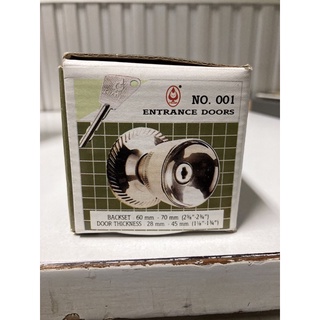 NO. 001
ENTRANCE DOORS
BACKSET 60 mm - 70 mm (2⅜"-2¾")
DOOR THICKNESS 28 mm - 45 mm (1⅛"-1¾")